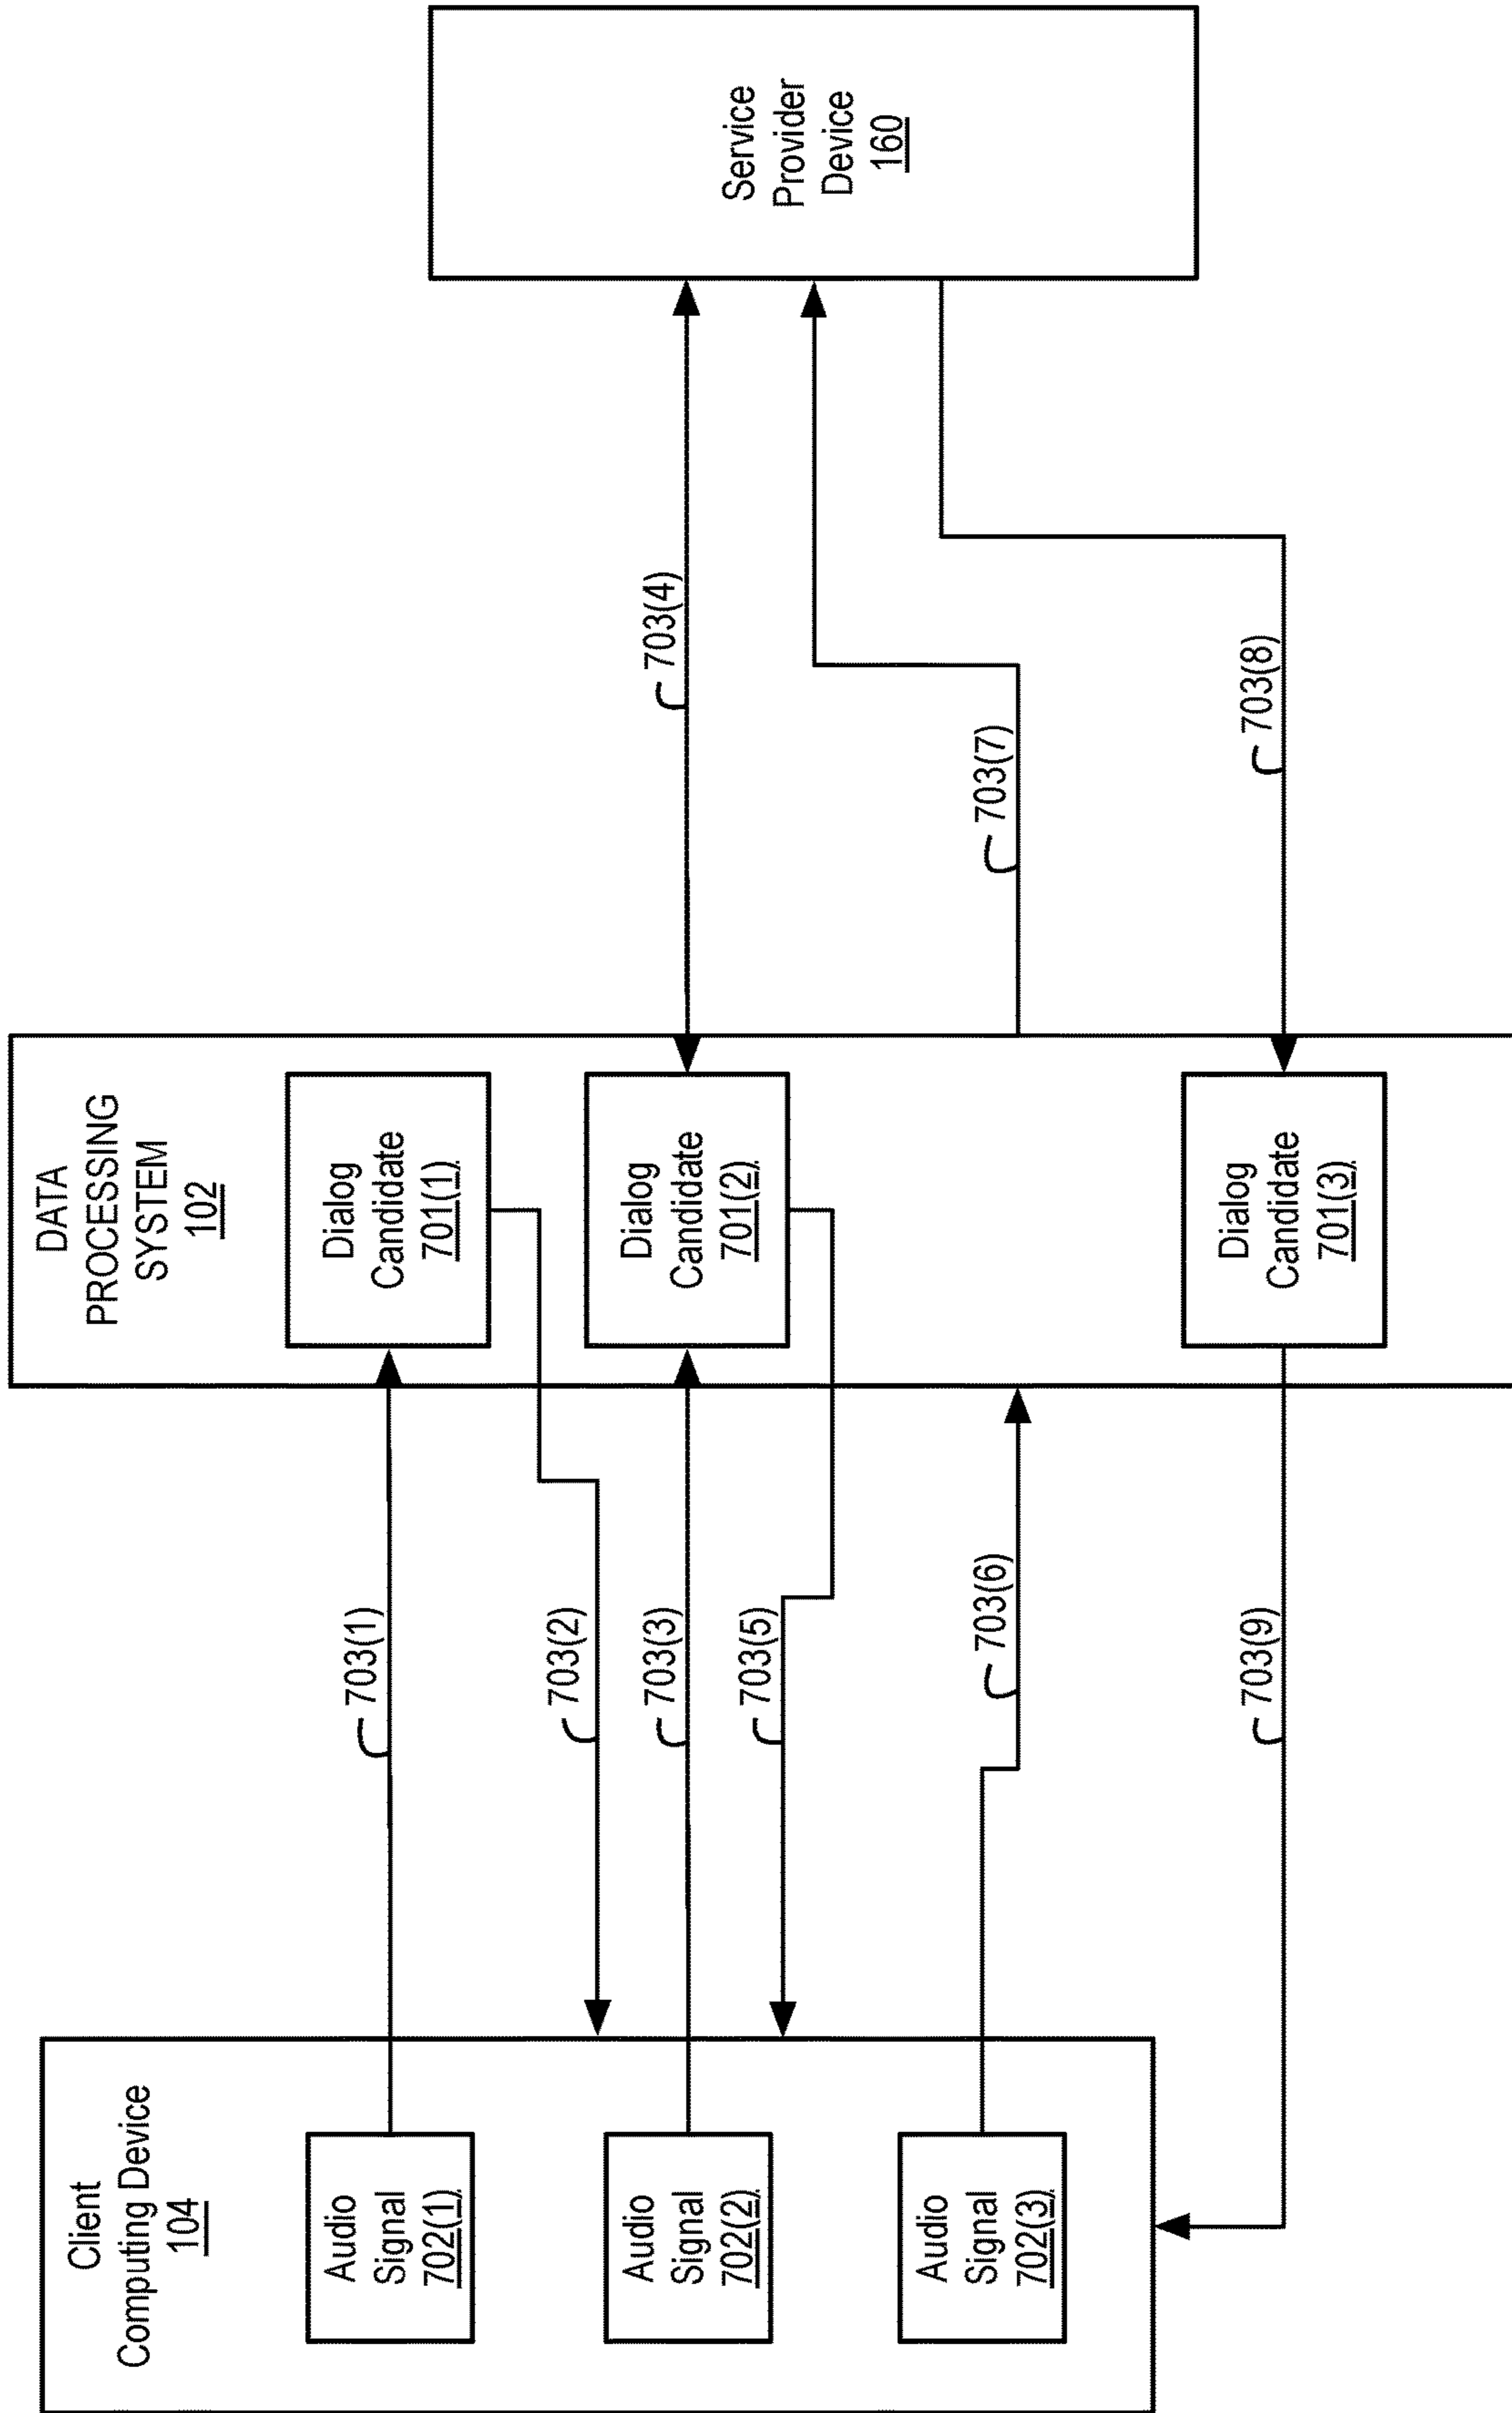 Client
Computing Device
104
Audio
Signal
702(1)
Audio
Signal
702(2)
Audio
Signal
702(3)
703(1)
703(2)
703(3)
703(5)
703(6)
703(9)
DATA
PROCESSING
SYSTEM
102
Dialog
Candidate
701(1)
Dialog
Candidate
701(2)
Dialog
Candidate
701(3)
703(4)
703(7)
703(8)
Service
Provider
Device
160